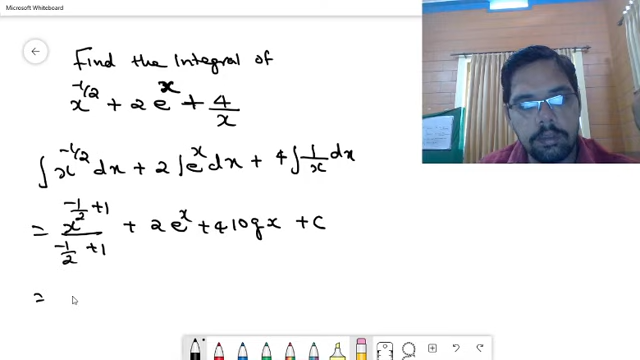 Microsoft Whiteboard
Find the Integral of
x^{-1/2} + 2e^x + 4/x
∫ x^{-1/2} dx + 2 ∫ e^x dx + 4 ∫ 1/x dx
= x^{-1/2 + 1} / (-1/2 + 1) + 2e^x + 4 log x + C
=